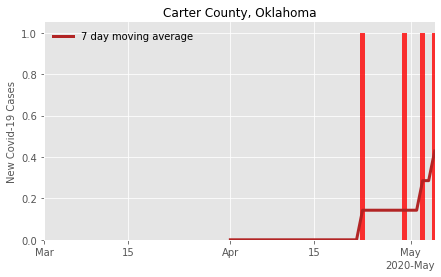 Carter County, Oklahoma
7 day moving average
New Covid-19 Cases
1.0
0.8
0.6
0.4
0.2
0.0
Mar 15 Apr 15 May
2020-May